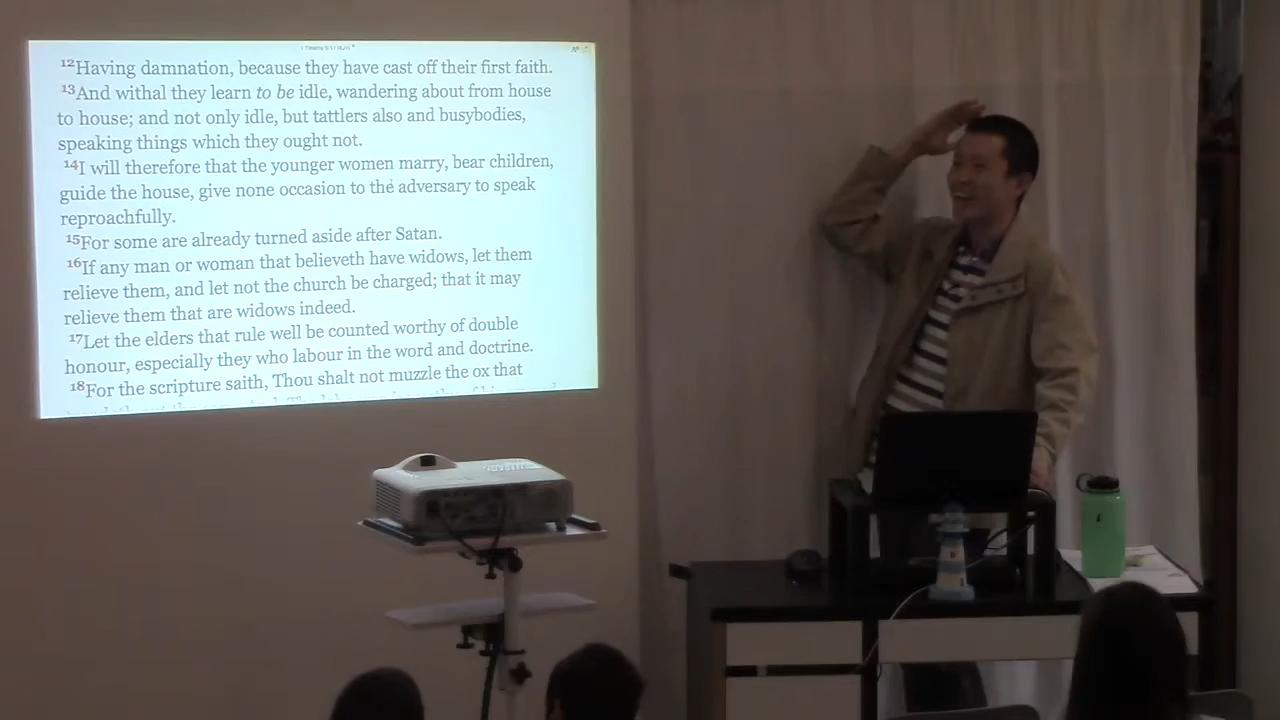 ¹²Having damnation, because they have cast off their first faith.
¹³And withal they learn to be idle, wandering about from house
to house; and not only idle, but tattlers also and busybodies,
speaking things which they ought not.
¹⁴I will therefore that the younger women marry, bear children,
guide the house, give none occasion to the adversary to speak
reproachfully.
¹⁵For some are already turned aside after Satan.
¹⁶If any man or woman that believeth have widows, let them
relieve them, and let not the church be charged; that it may
relieve them that are widows indeed.
¹⁷Let the elders that rule well be counted worthy of double
honour, especially they who labour in the word and doctrine.
¹⁸For the scripture saith, Thou shalt not muzzle the ox that